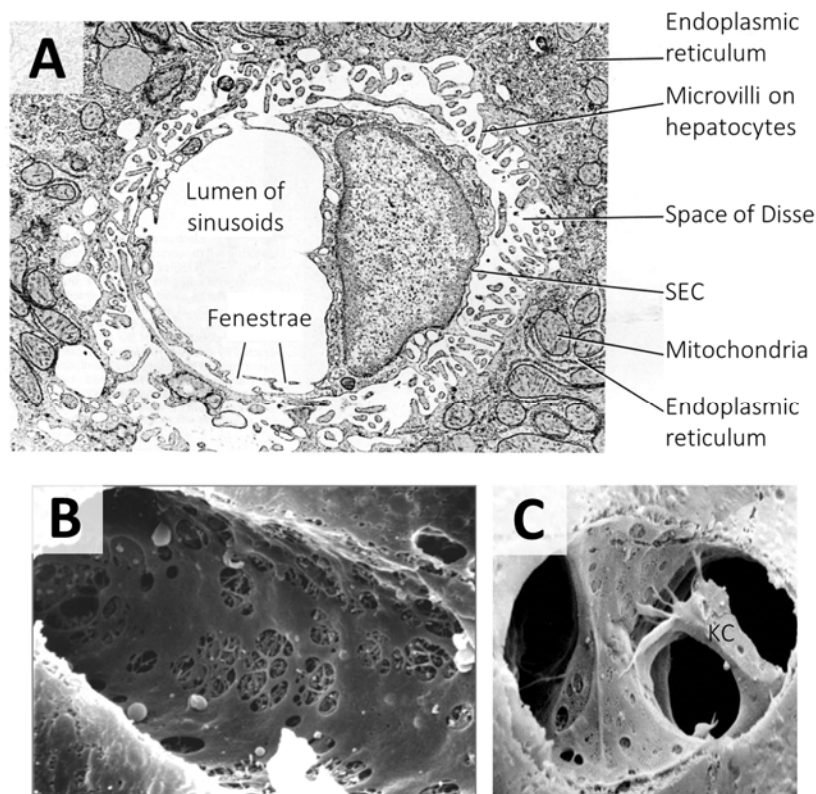 A
Endoplasmic
reticulum
Microvilli on
hepatocytes
Lumen of
sinusoids
Space of Disse
SEC
Fenestrae
Mitochondria
Endoplasmic
reticulum
B
C
KC